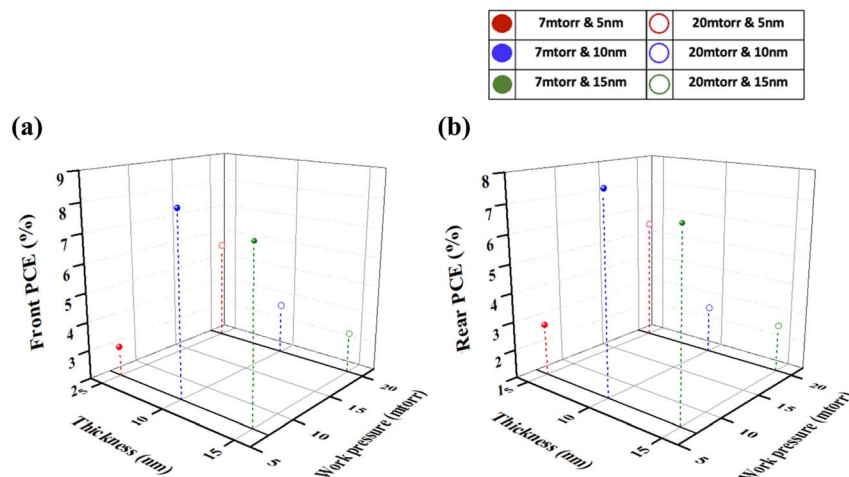 7mtorr & 5nm 20mtorr & 5nm
7mtorr & 10nm 20mtorr & 10nm
7mtorr & 15nm 20mtorr & 15nm
(a)
9
8
7
6
5
4
3
2
Front PCE (%)
5
10
15
Thickness (nm)
5
10
15
20
Work pressure (mtorr)
(b)
8
7
6
5
4
3
2
1
Rear PCE (%)
5
10
15
Thickness (nm)
5
10
15
20
Work pressure (mtorr)